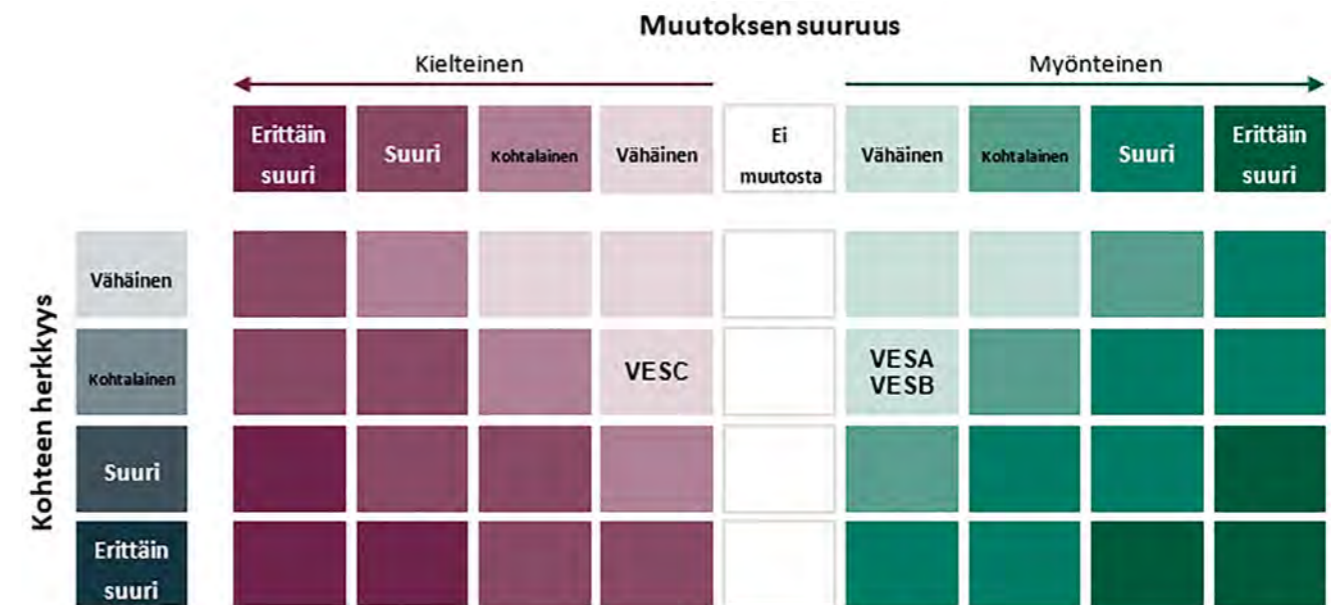 Muutoksen suuruus
Kielteinen
Myönteinen
Erittäin
suuri
Suuri
Kohtalainen
Vähäinen
Ei
muutosta
Vähäinen
Kohtalainen
Suuri
Erittäin
suuri
Kohteen herkkyys
Vähäinen
Kohtalainen
VESC
VESA
VESB
Suuri
Erittäin
suuri